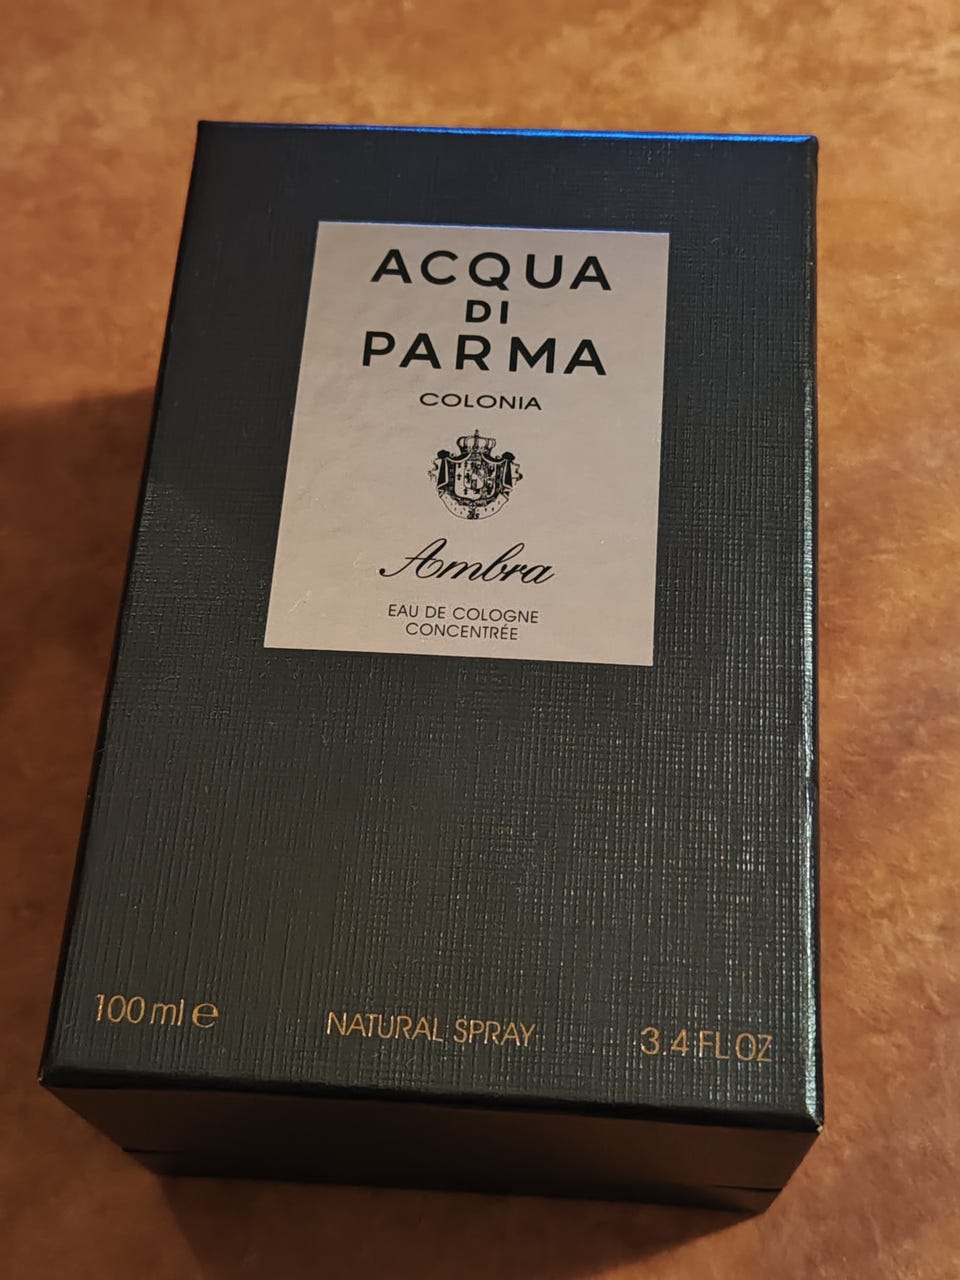 ACQUA
DI
PARMA
COLONIA
Ambra
EAU DE COLOGNE
CONCENTRÉE
100 ml e
NATURAL SPRAY
3.4 FL OZ